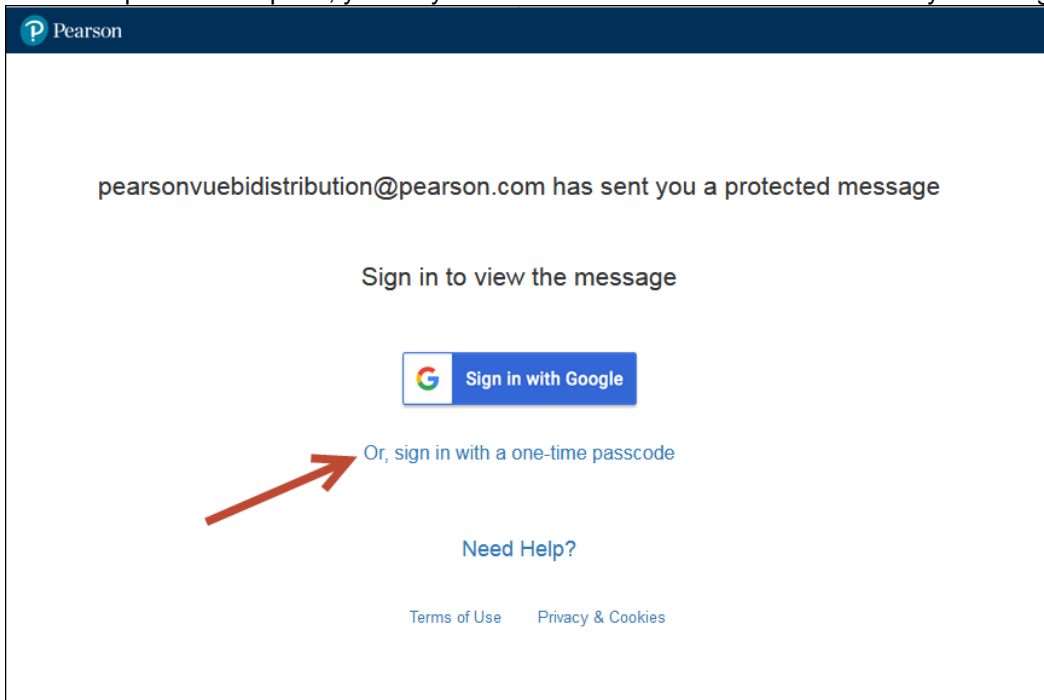 Pearson
pearsonvuebidistribution@pearson.com has sent you a protected message
Sign in to view the message
Sign in with Google
Or, sign in with a one-time passcode
Need Help?
Terms of Use Privacy & Cookies